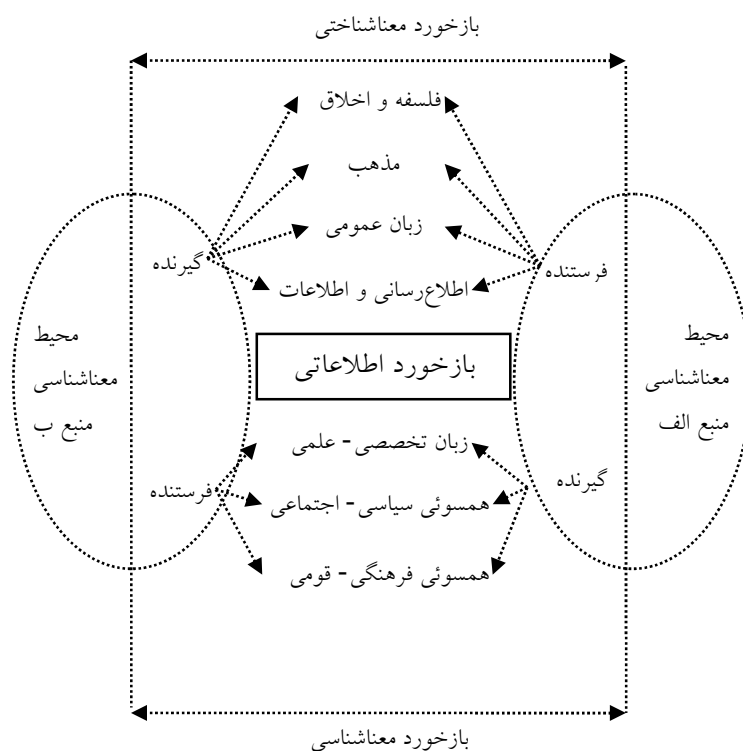 بازخورد معناشناختی
فلسفه و اخلاق
مذهب
زبان عمومی
گیرنده
فرستنده
اطلاع‌رسانی و اطلاعات
محیط
معناشناسی
منبع الف
بازخورد اطلاعاتی
محیط
معناشناسی
منبع ب
زبان تخصصی - علمی
گیرنده
فرستنده
همسوئی سیاسی - اجتماعی
همسوئی فرهنگی - قومی
بازخورد معناشناسی